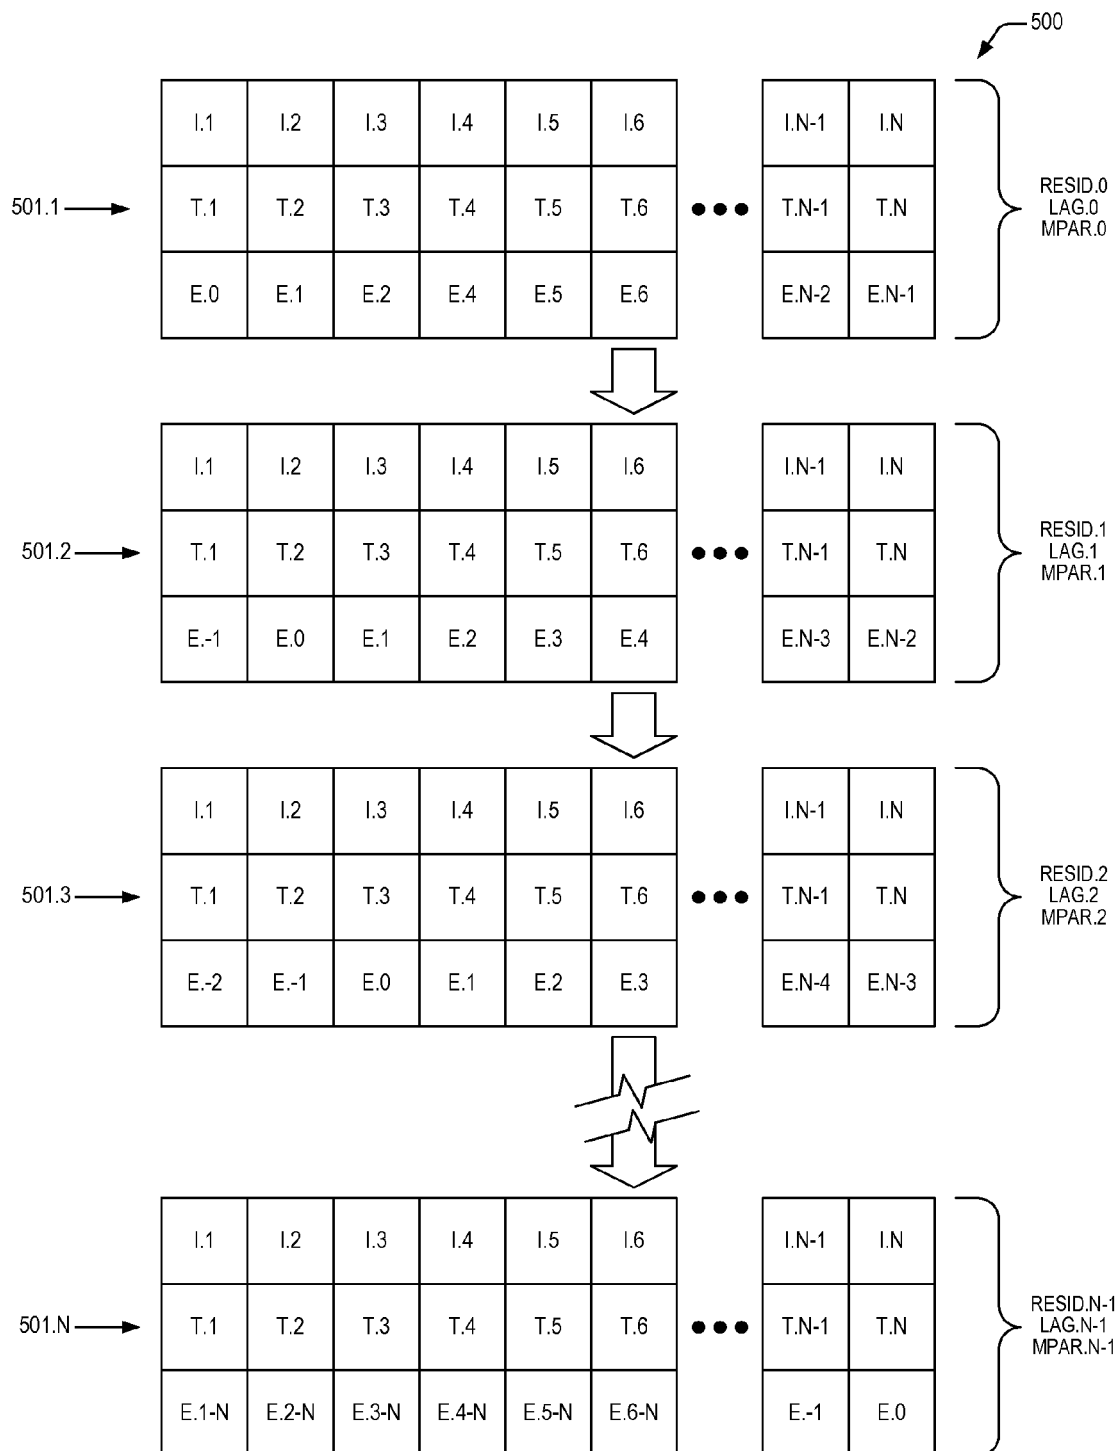 500
I.1 I.2 I.3 I.4 I.5 I.6 I.N-1 I.N
501.1 T.1 T.2 T.3 T.4 T.5 T.6 T.N-1 T.N
E.0 E.1 E.2 E.4 E.5 E.6 E.N-2 E.N-1
RESID.0
LAG.0
MPAR.0
I.1 I.2 I.3 I.4 I.5 I.6 I.N-1 I.N
501.2 T.1 T.2 T.3 T.4 T.5 T.6 T.N-1 T.N
E.-1 E.0 E.1 E.2 E.3 E.4 E.N-3 E.N-2
RESID.1
LAG.1
MPAR.1
I.1 I.2 I.3 I.4 I.5 I.6 I.N-1 I.N
501.3 T.1 T.2 T.3 T.4 T.5 T.6 T.N-1 T.N
E.-2 E.-1 E.0 E.1 E.2 E.3 E.N-4 E.N-3
RESID.2
LAG.2
MPAR.2
I.1 I.2 I.3 I.4 I.5 I.6 I.N-1 I.N
501.N T.1 T.2 T.3 T.4 T.5 T.6 T.N-1 T.N
E.1-N E.2-N E.3-N E.4-N E.5-N E.6-N E.-1 E.0
RESID.N-1
LAG.N-1
MPAR.N-1